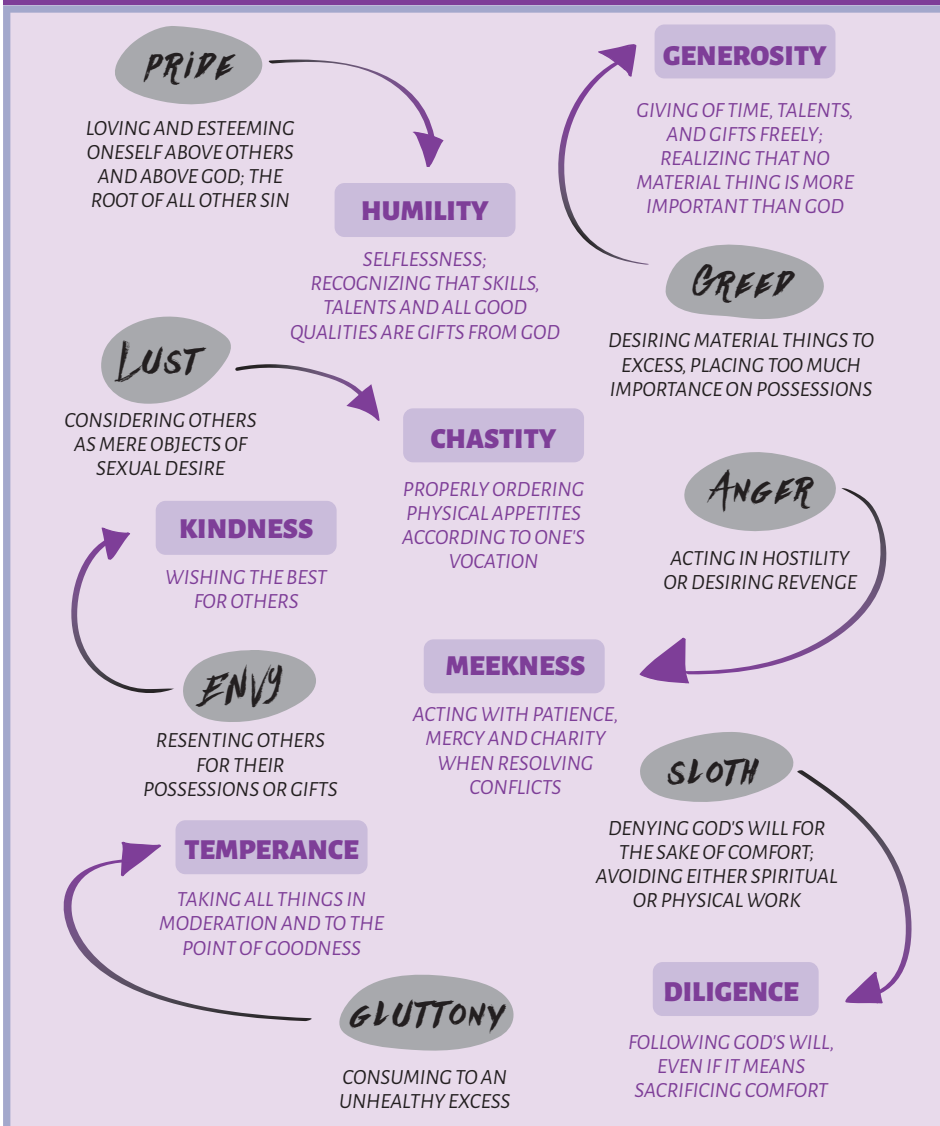 PRIDE
LOVING AND ESTEEMING
ONESELF ABOVE OTHERS
AND ABOVE GOD; THE
ROOT OF ALL OTHER SIN
HUMILITY
SELFLESSNESS;
RECOGNIZING THAT SKILLS,
TALENTS AND ALL GOOD
QUALITIES ARE GIFTS FROM GOD
GENEROSITY
GIVING OF TIME, TALENTS,
AND GIFTS FREELY;
REALIZING THAT NO
MATERIAL THING IS MORE
IMPORTANT THAN GOD
GREED
DESIRING MATERIAL THINGS TO
EXCESS, PLACING TOO MUCH
IMPORTANCE ON POSSESSIONS
LUST
CONSIDERING OTHERS
AS MERE OBJECTS OF
SEXUAL DESIRE
CHASTITY
PROPERLY ORDERING
PHYSICAL APPETITES
ACCORDING TO ONE'S
VOCATION
ANGER
ACTING IN HOSTILITY
OR DESIRING REVENGE
KINDNESS
WISHING THE BEST
FOR OTHERS
ENVY
RESENTING OTHERS
FOR THEIR
POSSESSIONS OR GIFTS
MEEKNESS
ACTING WITH PATIENCE,
MERCY AND CHARITY
WHEN RESOLVING
CONFLICTS
SLOTH
DENYING GOD'S WILL FOR
THE SAKE OF COMFORT;
AVOIDING EITHER SPIRITUAL
OR PHYSICAL WORK
TEMPERANCE
TAKING ALL THINGS IN
MODERATION AND TO THE
POINT OF GOODNESS
GLUTTONY
CONSUMING TO AN
UNHEALTHY EXCESS
DILIGENCE
FOLLOWING GOD'S WILL,
EVEN IF IT MEANS
SACRIFICING COMFORT